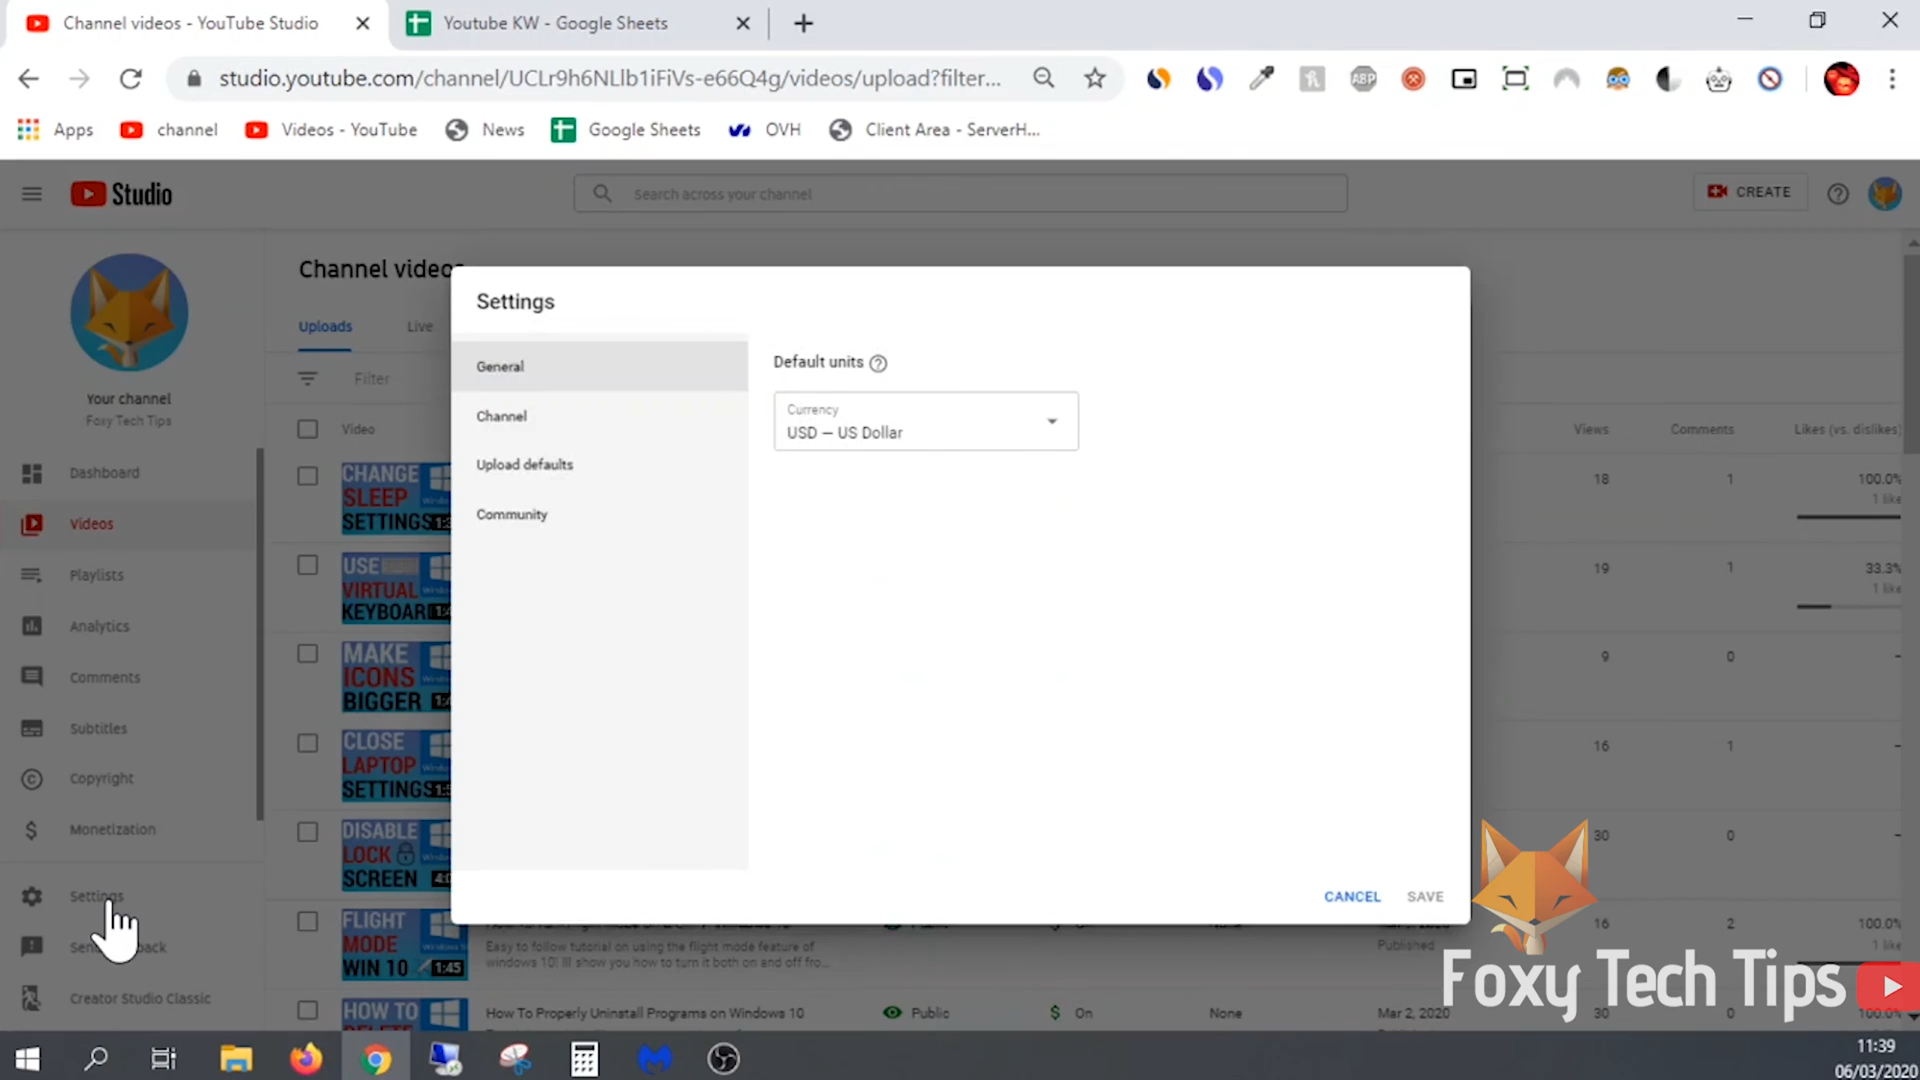 Channel videos - YouTube Studio
Youtube KW - Google Sheets
studio.youtube.com/channel/UCLr9h6NLlb1iFiVs-e66Q4g/videos/upload?filter...
ABP
Apps
channel
Videos - YouTube
News
Google Sheets
OVH
Client Area - ServerH...
Studio
Search across your channel
CREATE
Channel videos
Uploads
Live
Filter
Your channel
Foxy Tech Tips
Video
Views
Comments
Likes (vs. dislikes)
Dashboard
Videos
Playlists
Analytics
Comments
Subtitles
Copyright
Monetization
Settings
Creator Studio Classic
Settings
General
Channel
Upload defaults
Community
Default units
Currency
USD – US Dollar
CANCEL
SAVE
CHANGE
SLEEP
SETTINGS
18
1
100.0%
1 like
USE
VIRTUAL
KEYBOARD
19
1
33.3%
1 like
MAKE
ICONS
BIGGER
9
0
–
CLOSE
LAPTOP
SETTINGS
16
1
–
DISABLE
LOCK
SCREEN
30
0
–
FLIGHT
MODE
WIN 10
1:45
Easy to follow tutorial on using the flight mode feature of
windows 10! Ill show you how to turn it both on and off fro...
Published
16
2
100.0%
1 like
HOW TO
How To Properly Uninstall Programs on Windows 10
Public
On
None
Mar 2, 2020
30
0
100.0%
Foxy Tech Tips
11:39
06/03/2020